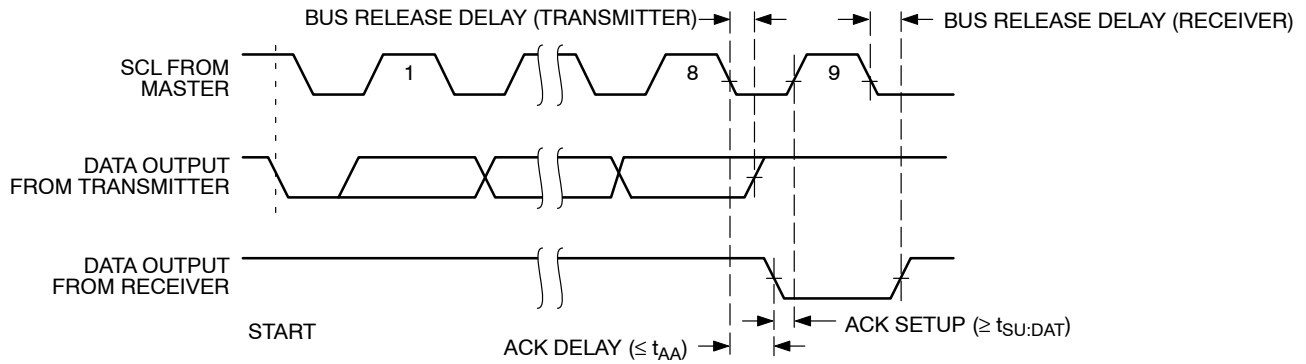 BUS RELEASE DELAY (TRANSMITTER)
BUS RELEASE DELAY (RECEIVER)
SCL FROM
MASTER
1
8
9
DATA OUTPUT
FROM TRANSMITTER
DATA OUTPUT
FROM RECEIVER
START
ACK SETUP (≥ tSU:DAT)
ACK DELAY (≤ tAA)